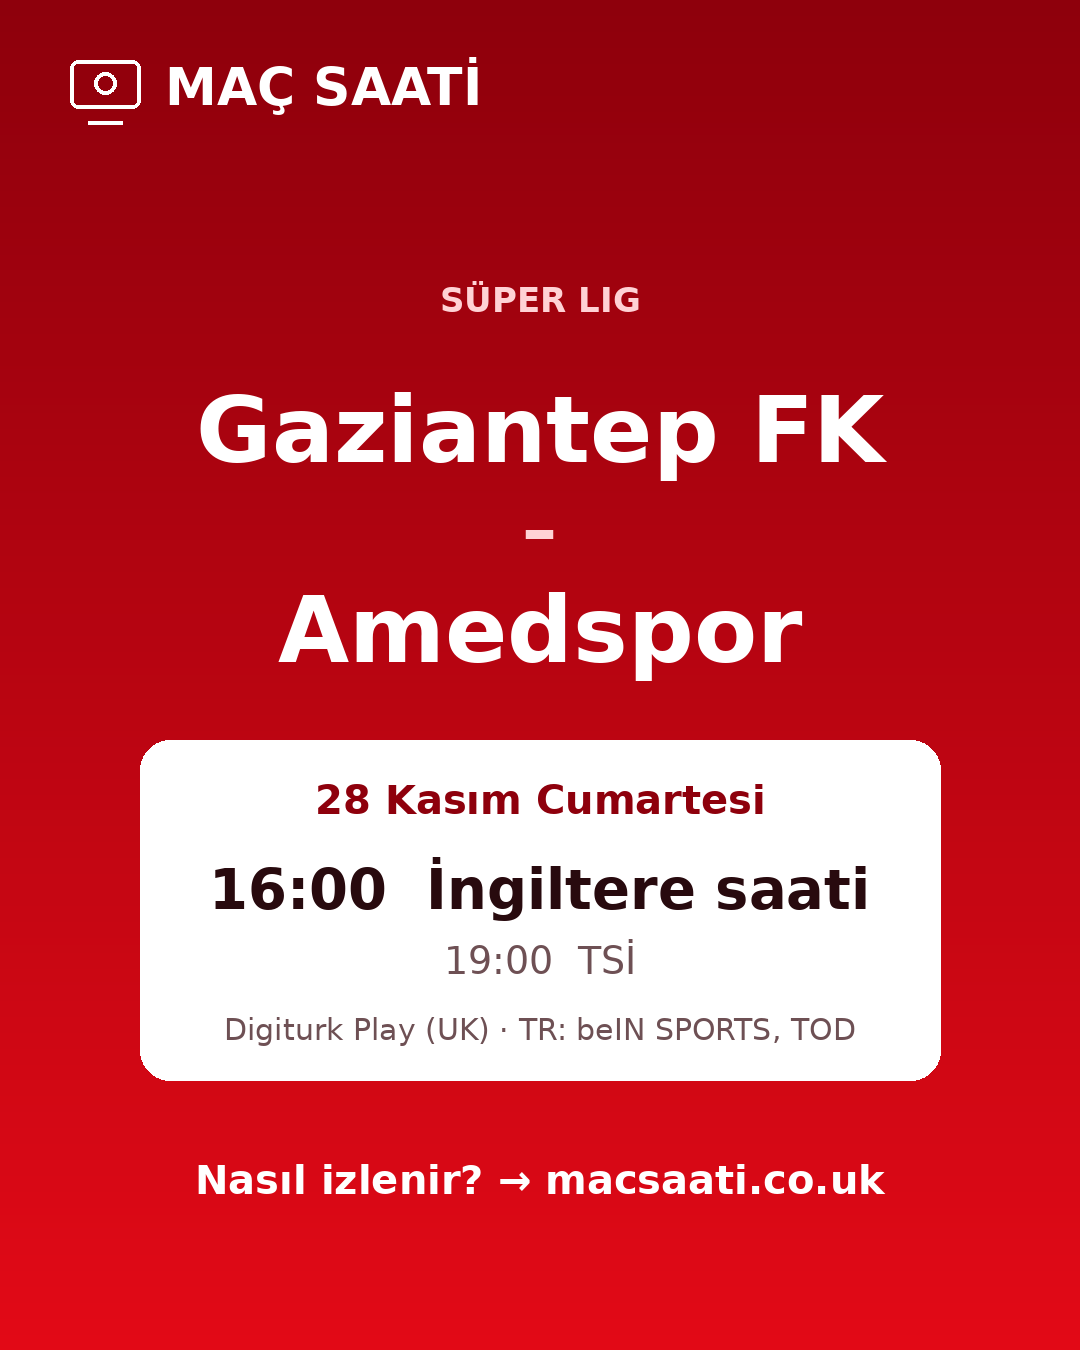 MAÇ SAATİ
SÜPER LIG
Gaziantep FK
–
Amedspor
28 Kasım Cumartesi
16:00 İngiltere saati
19:00 TSİ
Digiturk Play (UK) · TR: beIN SPORTS, TOD
Nasıl izlenir? → macsaati.co.uk